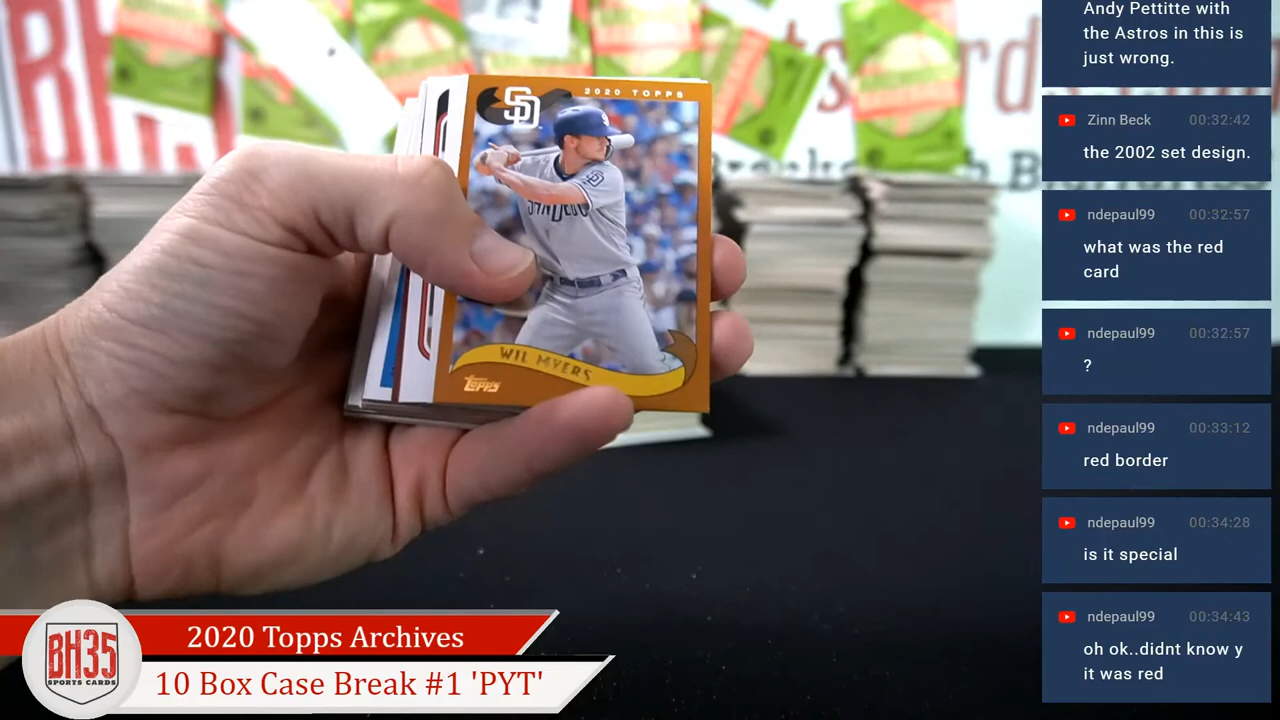 Andy Pettitte with
the Astros in this is
just wrong.
Zinn Beck 00:32:42
the 2002 set design.
ndepaul99 00:32:57
what was the red
card
ndepaul99 00:32:57
?
ndepaul99 00:33:12
red border
ndepaul99 00:34:28
is it special
ndepaul99 00:34:43
oh ok..didnt know y
it was red
SD
2020 TOPPS
SD
SAN DIEGO
WIL MYERS
Topps
BH35
SPORTS CARDS
2020 Topps Archives
10 Box Case Break #1 'PYT'